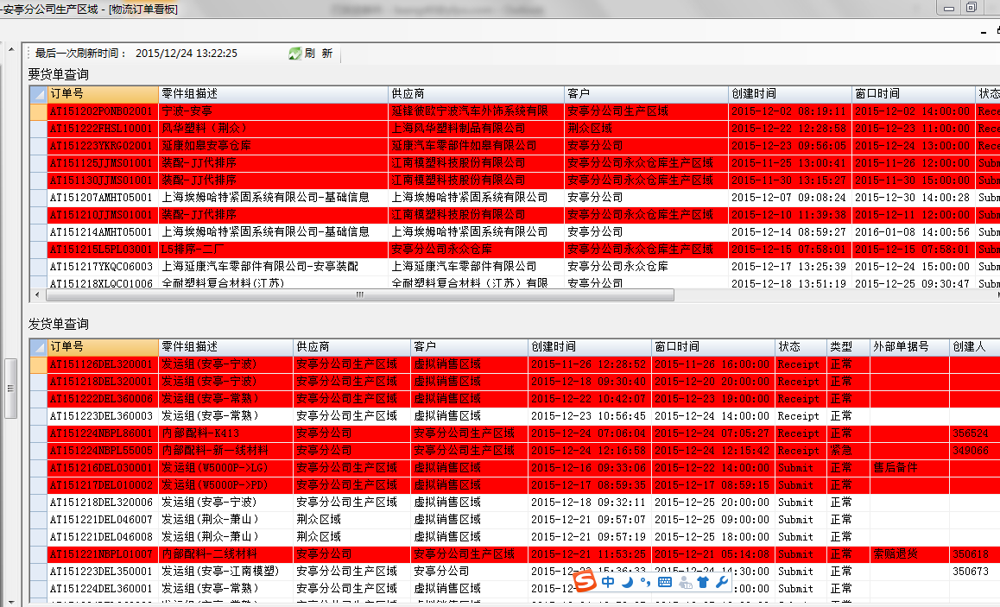 -安亭分公司生产区域 - [物流订单看板]
最后一次刷新时间： 2015/12/24 13:22:25 刷 新
要货单查询
订单号 零件组描述 供应商 客户 创建时间 窗口时间 状态
AT151202PONB02001 宁波-安亭 延锋彼欧宁波汽车外饰系统有限 安亭分公司生产区域 2015-12-02 08:19:11 2015-12-02 14:00:00 Rece
AT151222FHSL10001 风华塑料（荆众） 上海风华塑料制品有限公司 荆众区域 2015-12-22 12:28:58 2015-12-23 11:00:00 Rece
AT151223YKRG02001 延康如息安亭仓库 延康汽车零部件如皋有限公司 安亭分公司 2015-12-23 09:56:05 2015-12-24 13:00:00 Rece
AT151125JJMS01001 装配-JJ代排序 江南模塑科技股份有限公司 安亭分公司永众仓库生产区域 2015-11-25 13:00:41 2015-11-26 12:00:00 Subm
AT151130JJMS01001 装配-JJ代排序 江南模塑科技股份有限公司 安亭分公司永众仓库生产区域 2015-11-30 13:15:27 2015-11-30 15:00:00 Subm
AT151207AMHT05001 上海埃姆哈特紧固系统有限公司-基础信息 上海埃姆哈特紧固系统有限公司 安亭分公司 2015-12-07 09:08:24 2015-12-30 14:00:28 Subm
AT151210JJMS01001 装配-JJ代排序 江南模塑科技股份有限公司 安亭分公司永众仓库生产区域 2015-12-10 11:39:38 2015-12-11 12:00:00 Subm
AT151214AMHT05001 上海埃姆哈特紧固系统有限公司-基础信息 上海埃姆哈特紧固系统有限公司 安亭分公司 2015-12-14 08:59:27 2016-01-08 14:00:56 Subm
AT151215L5PL03001 L5排序-二厂 安亭分公司永众仓库 安亭分公司永众仓库生产区域 2015-12-15 07:58:01 2015-12-15 07:58:01 Subm
AT151217YKQC06003 上海延康汽车零部件有限公司-安亭装配 上海延康汽车零部件有限公司 安亭分公司永众仓库 2015-12-17 13:25:39 2015-12-24 15:00:00 Subm
AT151218XLQC01006 全耐塑料复合材料(江苏) 全耐塑料复合材料（江苏）有限 安亭分公司 2015-12-18 13:51:19 2015-12-25 09:30:47 Subm
发货单查询
订单号 零件组描述 供应商 客户 创建时间 窗口时间 状态 类型 外部单据号 创建人
AT151126DEL320001 发运组(安亭-宁波) 安亭分公司生产区域 虚拟销售区域 2015-11-26 12:28:52 2015-11-26 16:00:00 Receipt 正常
AT151218DEL320001 发运组(安亭-宁波) 安亭分公司生产区域 虚拟销售区域 2015-12-18 09:30:40 2015-12-20 20:00:00 Receipt 正常
AT151222DEL360006 发运组(安亭-常熟) 安亭分公司生产区域 虚拟销售区域 2015-12-22 10:42:07 2015-12-23 19:00:00 Receipt 正常
AT151223DEL360003 发运组(安亭-常熟) 安亭分公司生产区域 虚拟销售区域 2015-12-23 10:56:45 2015-12-24 14:00:00 Receipt 正常
AT151224NBPL86001 内部配料-K413 安亭分公司 安亭分公司生产区域 2015-12-24 07:06:04 2015-12-24 07:05:27 Receipt 正常 356524
AT151224NBPL55005 内部配料-新一线材料 安亭分公司 安亭分公司生产区域 2015-12-24 12:16:58 2015-12-24 12:15:42 Receipt 紧急 349066
AT151216DEL030001 发运组(W5000P->LG) 安亭分公司生产区域 虚拟销售区域 2015-12-16 09:33:06 2015-12-22 14:00:00 Submit 正常 售后备件
AT151217DEL010002 发运组(W5000P->PD) 安亭分公司生产区域 虚拟销售区域 2015-12-17 08:59:35 2015-12-17 08:59:15 Submit 正常
AT151218DEL320006 发运组(安亭-宁波) 安亭分公司生产区域 虚拟销售区域 2015-12-18 09:32:11 2015-12-25 20:00:00 Submit 正常
AT151221DEL046007 发运组(荆众-萧山) 荆众区域 虚拟销售区域 2015-12-21 09:57:07 2015-12-25 09:00:00 Submit 正常
AT151221DEL046008 发运组(荆众-萧山) 荆众区域 虚拟销售区域 2015-12-21 09:57:19 2015-12-25 18:00:00 Submit 正常
AT151221NBPL01007 内部配料-二线材料 安亭分公司 安亭分公司生产区域 2015-12-21 11:53:25 2015-12-21 05:14:08 Submit 正常 索赔退货 350618
AT151223DEL350001 发运组(安亭-江南模塑) 安亭分公司生产区域 安亭分公司 2015-12-23 15:36:33 2015-12-24 14:30:00 Submit 正常 350673
AT151224DEL360001 发运组(安亭-常熟) 安亭分公司生产区域 虚拟销售区域 2015-12- :00:00 Submit 正常
中